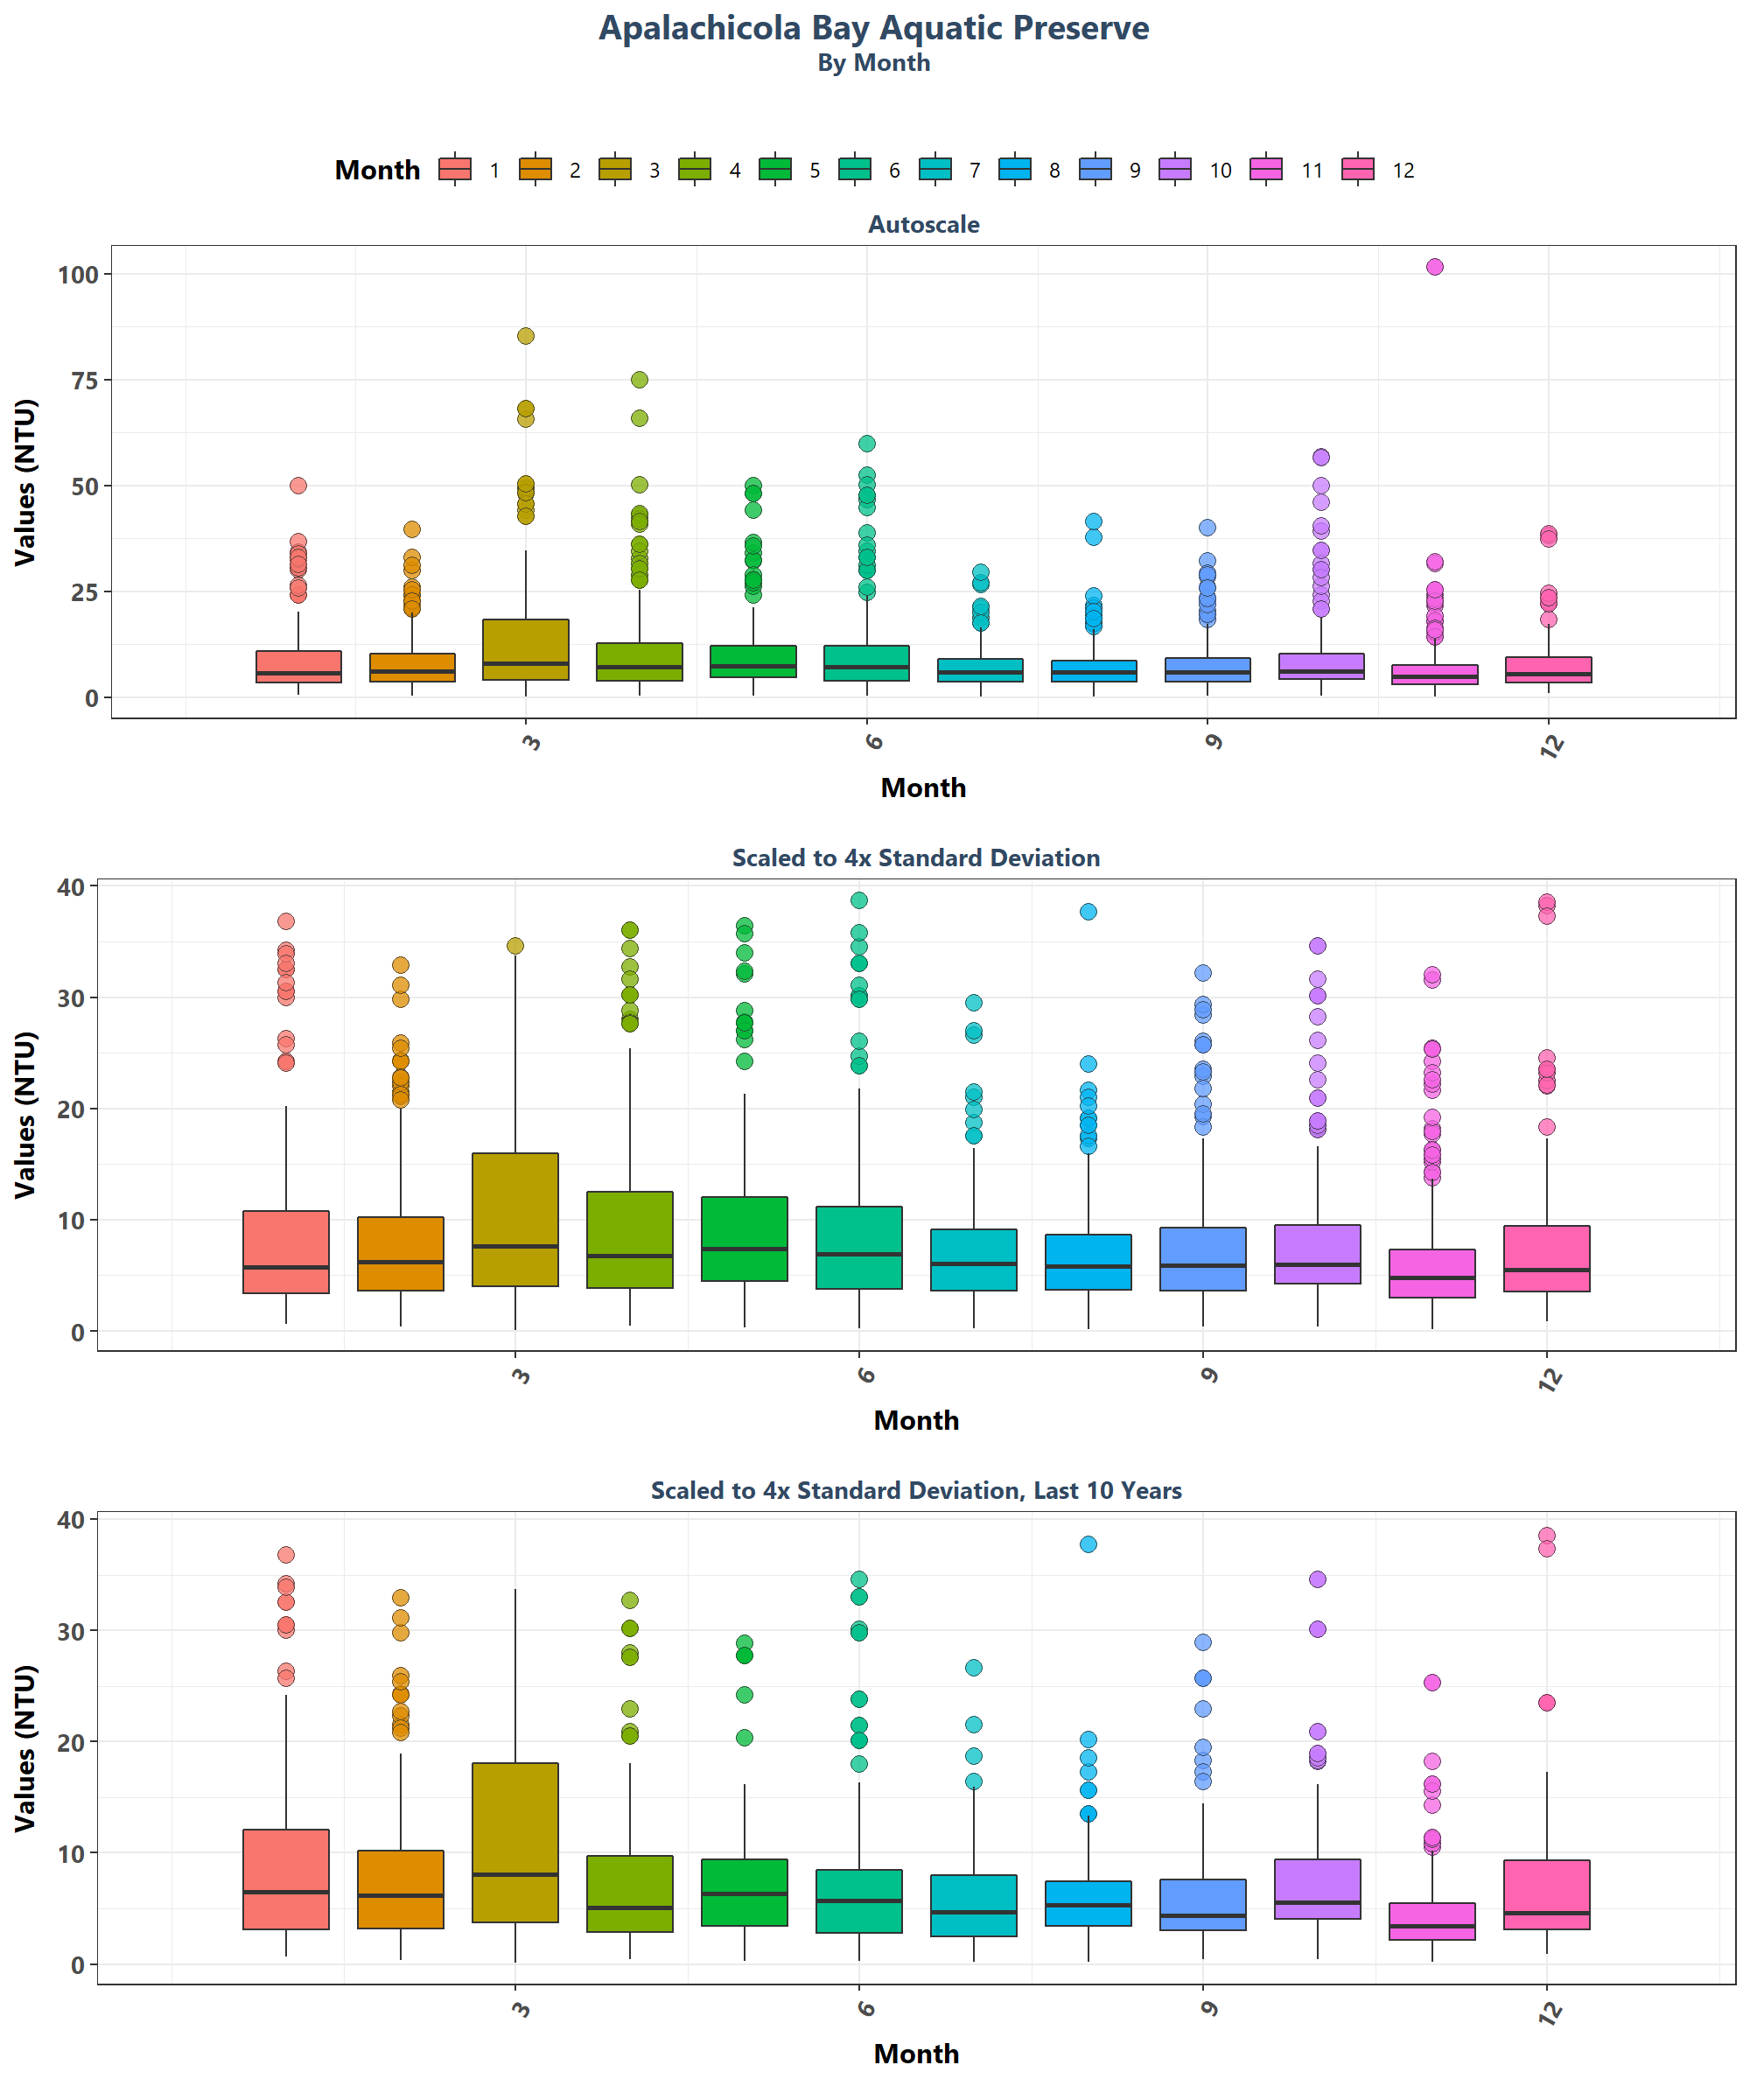 Apalachicola Bay Aquatic Preserve
By Month
Month 1 2 3 4 5 6 7 8 9 10 11 12
Autoscale
Values (NTU)
100
75
50
25
0
3 6 9 12
Month
Scaled to 4x Standard Deviation
Values (NTU)
40
30
20
10
0
3 6 9 12
Month
Scaled to 4x Standard Deviation, Last 10 Years
Values (NTU)
40
30
20
10
0
3 6 9 12
Month